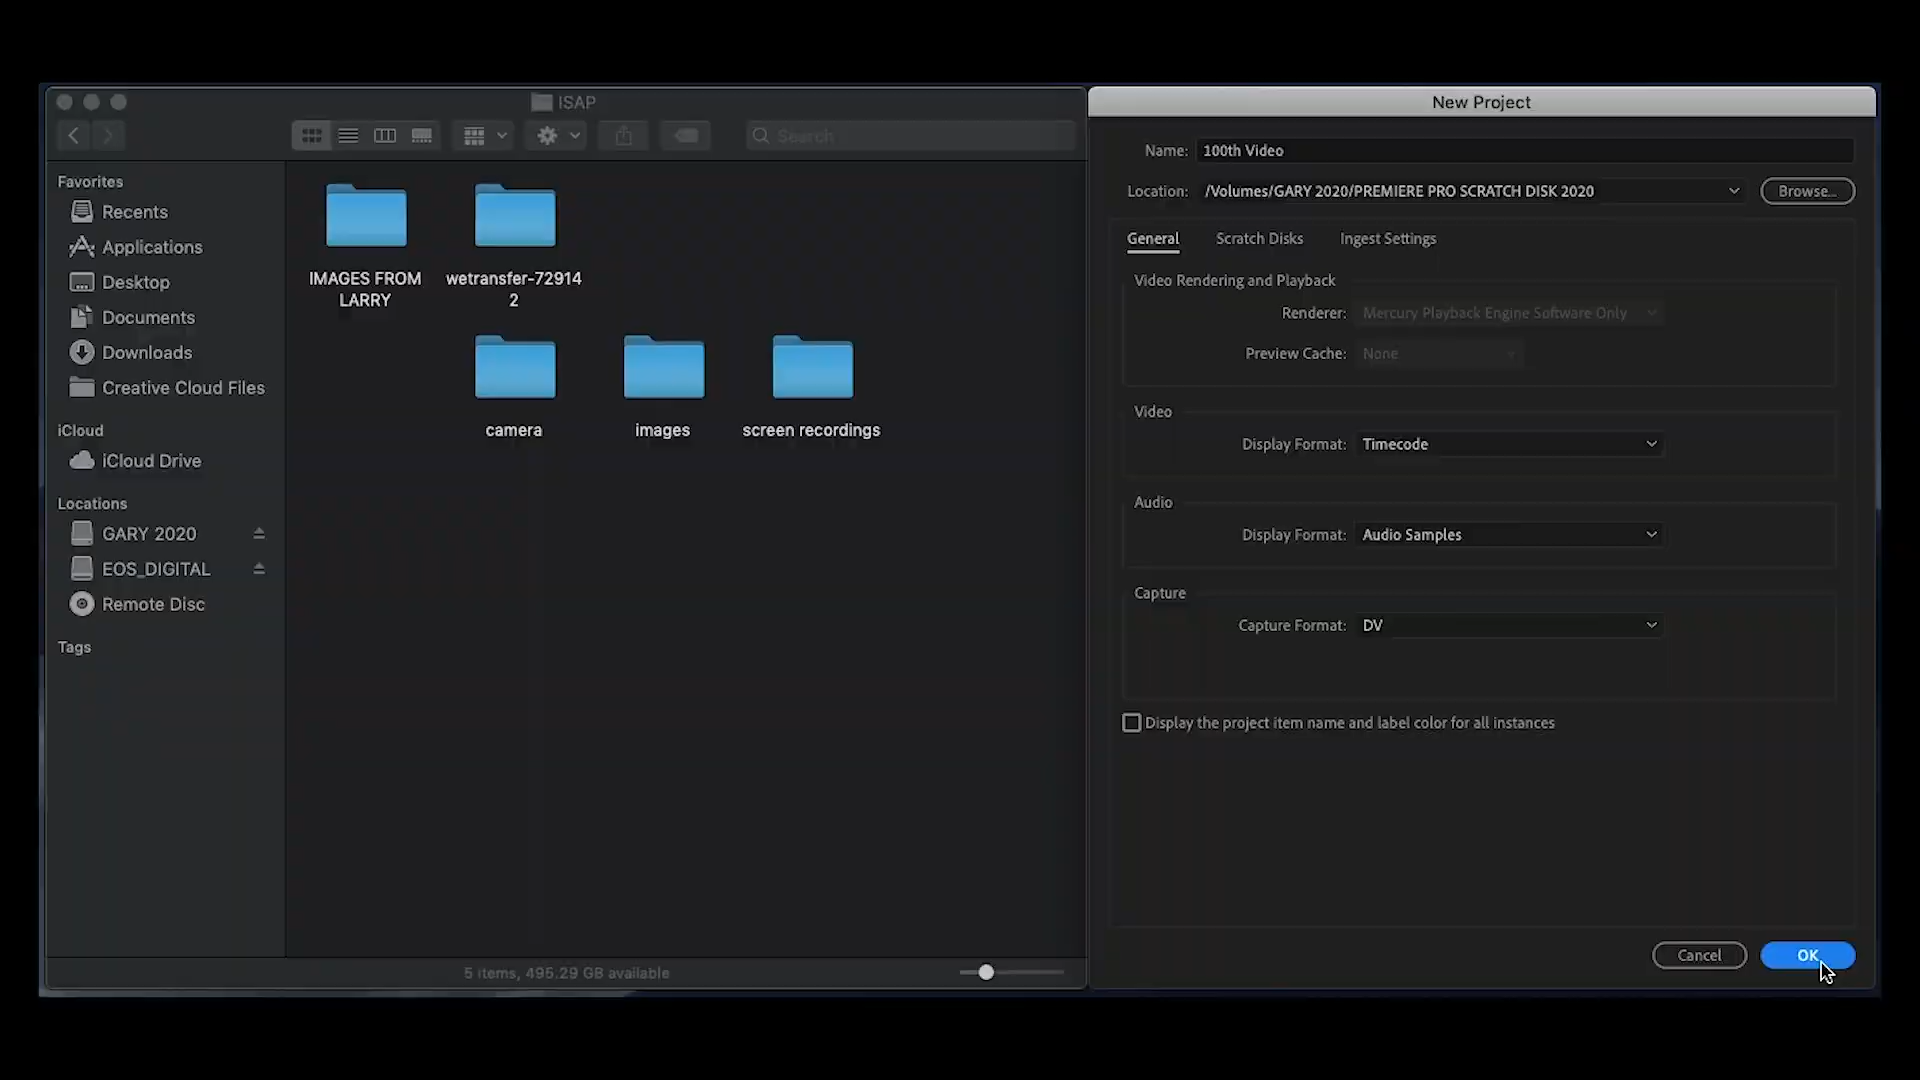 ISAP
Search
Favorites
Recents
Applications
Desktop
Documents
Downloads
Creative Cloud Files
iCloud
iCloud Drive
Locations
GARY 2020
EOS_DIGITAL
Remote Disc
Tags
IMAGES FROM
LARRY
wetransfer-72914
2
camera
images
screen recordings
5 items, 495.29 GB available
New Project
Name: 100th Video
Location: /Volumes/GARY 2020/PREMIERE PRO SCRATCH DISK 2020 Browse...
General Scratch Disks Ingest Settings
Video Rendering and Playback
Renderer: Mercury Playback Engine Software Only
Preview Cache: None
Video
Display Format: Timecode
Audio
Display Format: Audio Samples
Capture
Capture Format: DV
Display the project item name and label color for all instances
Cancel OK